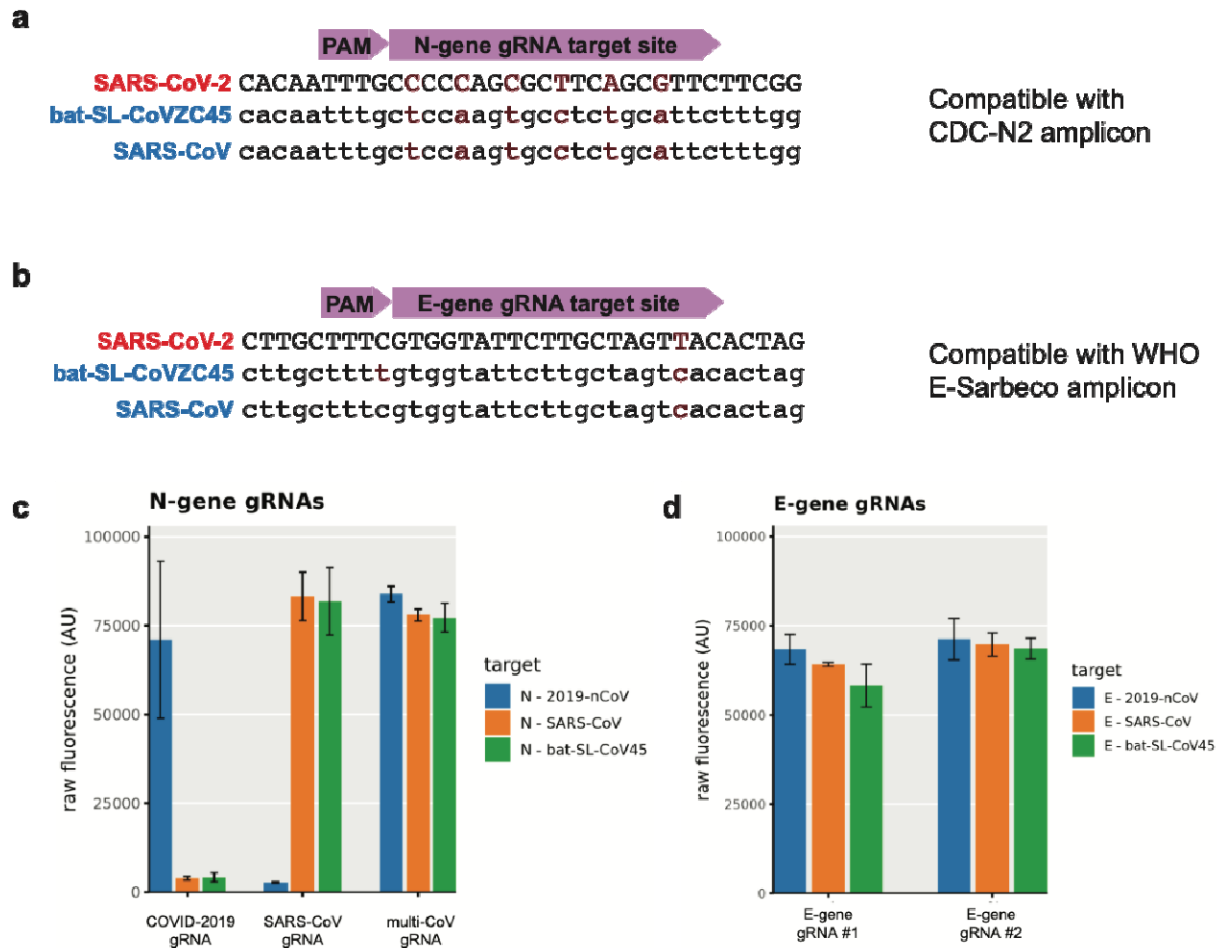 a
PAM N-gene gRNA target site
SARS-CoV-2 CACAATTTGCCCCCAGCGCTTCAGCGTTCTTCGG
bat-SL-CoVZC45 cacaatttgctccaagtgcctctgcattctttgg
SARS-CoV cacaatttgctccaagtgcctctgcattctttgg
Compatible with
CDC-N2 amplicon
b
PAM E-gene gRNA target site
SARS-CoV-2 CTTGCTTTCGTGGTATTCTTGCTAGTTACACTAG
bat-SL-CoVZC45 cttgcttttgtggtattcttgctagtcacactag
SARS-CoV cttgctttcgtggtattcttgctagtcacactag
Compatible with WHO
E-Sarbeco amplicon
c
N-gene gRNAs
raw fluorescence (AU)
100000
75000
50000
25000
0
COVID-2019
gRNA
SARS-CoV
gRNA
multi-CoV
gRNA
target
N - 2019-nCoV
N - SARS-CoV
N - bat-SL-CoV45
d
E-gene gRNAs
raw fluorescence (AU)
100000
75000
50000
25000
0
E-gene
gRNA #1
E-gene
gRNA #2
target
E - 2019-nCoV
E - SARS-CoV
E - bat-SL-CoV45